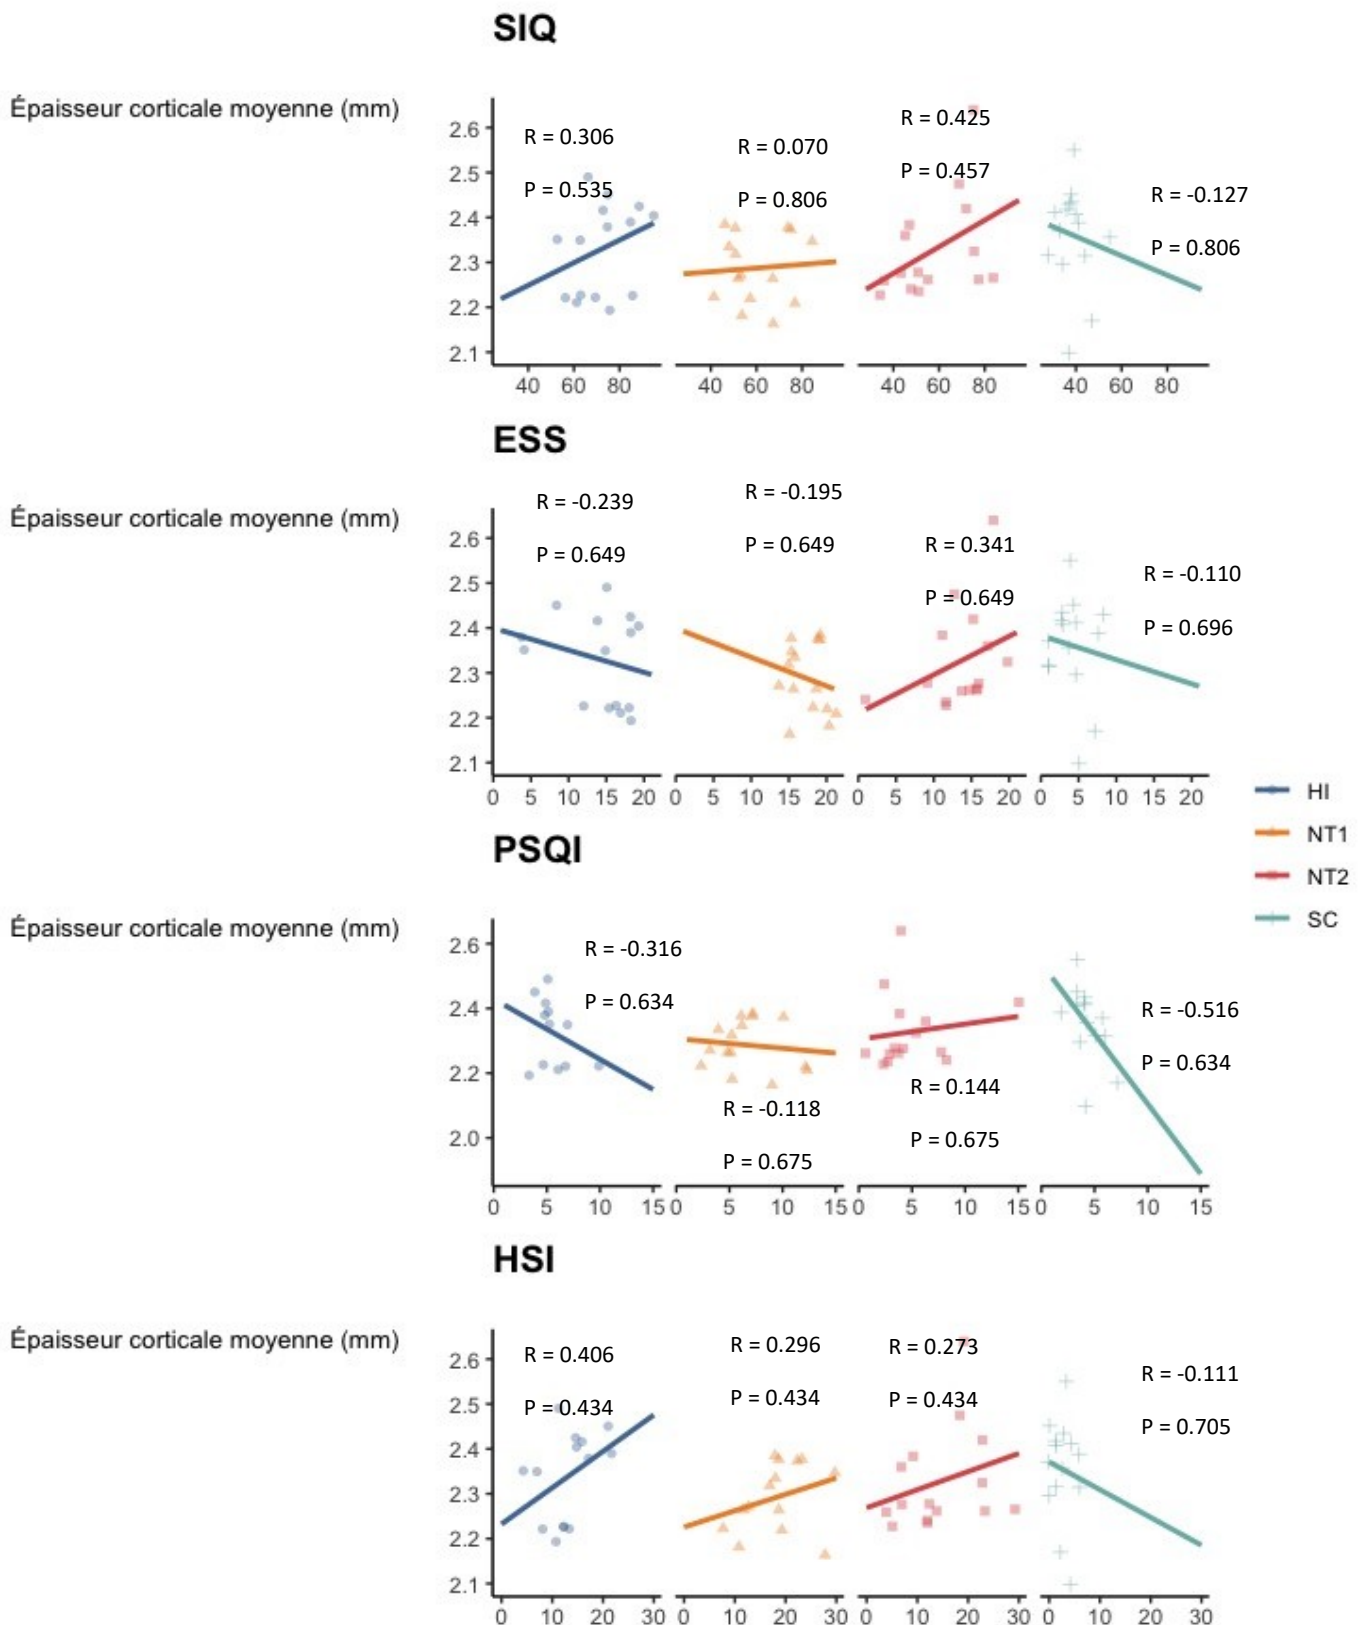 SIQ
Épaisseur corticale moyenne (mm)
R = 0.306
P = 0.535
R = 0.070
P = 0.806
R = 0.425
P = 0.457
R = -0.127
P = 0.806
2.6
2.5
2.4
2.3
2.2
2.1
40 60 80 40 60 80 40 60 80 40 60 80
ESS
Épaisseur corticale moyenne (mm)
R = -0.239
P = 0.649
R = -0.195
P = 0.649
R = 0.341
P = 0.649
R = -0.110
P = 0.696
2.6
2.5
2.4
2.3
2.2
2.1
0 5 10 15 20 0 5 10 15 20 0 5 10 15 20 0 5 10 15 20
HI
NT1
NT2
SC
PSQI
Épaisseur corticale moyenne (mm)
R = -0.316
P = 0.634
R = -0.118
P = 0.675
R = 0.144
P = 0.675
R = -0.516
P = 0.634
2.6
2.4
2.2
2.0
0 5 10 15 0 5 10 15 0 5 10 15 0 5 10 15
HSI
Épaisseur corticale moyenne (mm)
R = 0.406
P = 0.434
R = 0.296
P = 0.434
R = 0.273
P = 0.434
R = -0.111
P = 0.705
2.6
2.5
2.4
2.3
2.2
2.1
0 10 20 30 0 10 20 30 0 10 20 30 0 10 20 30